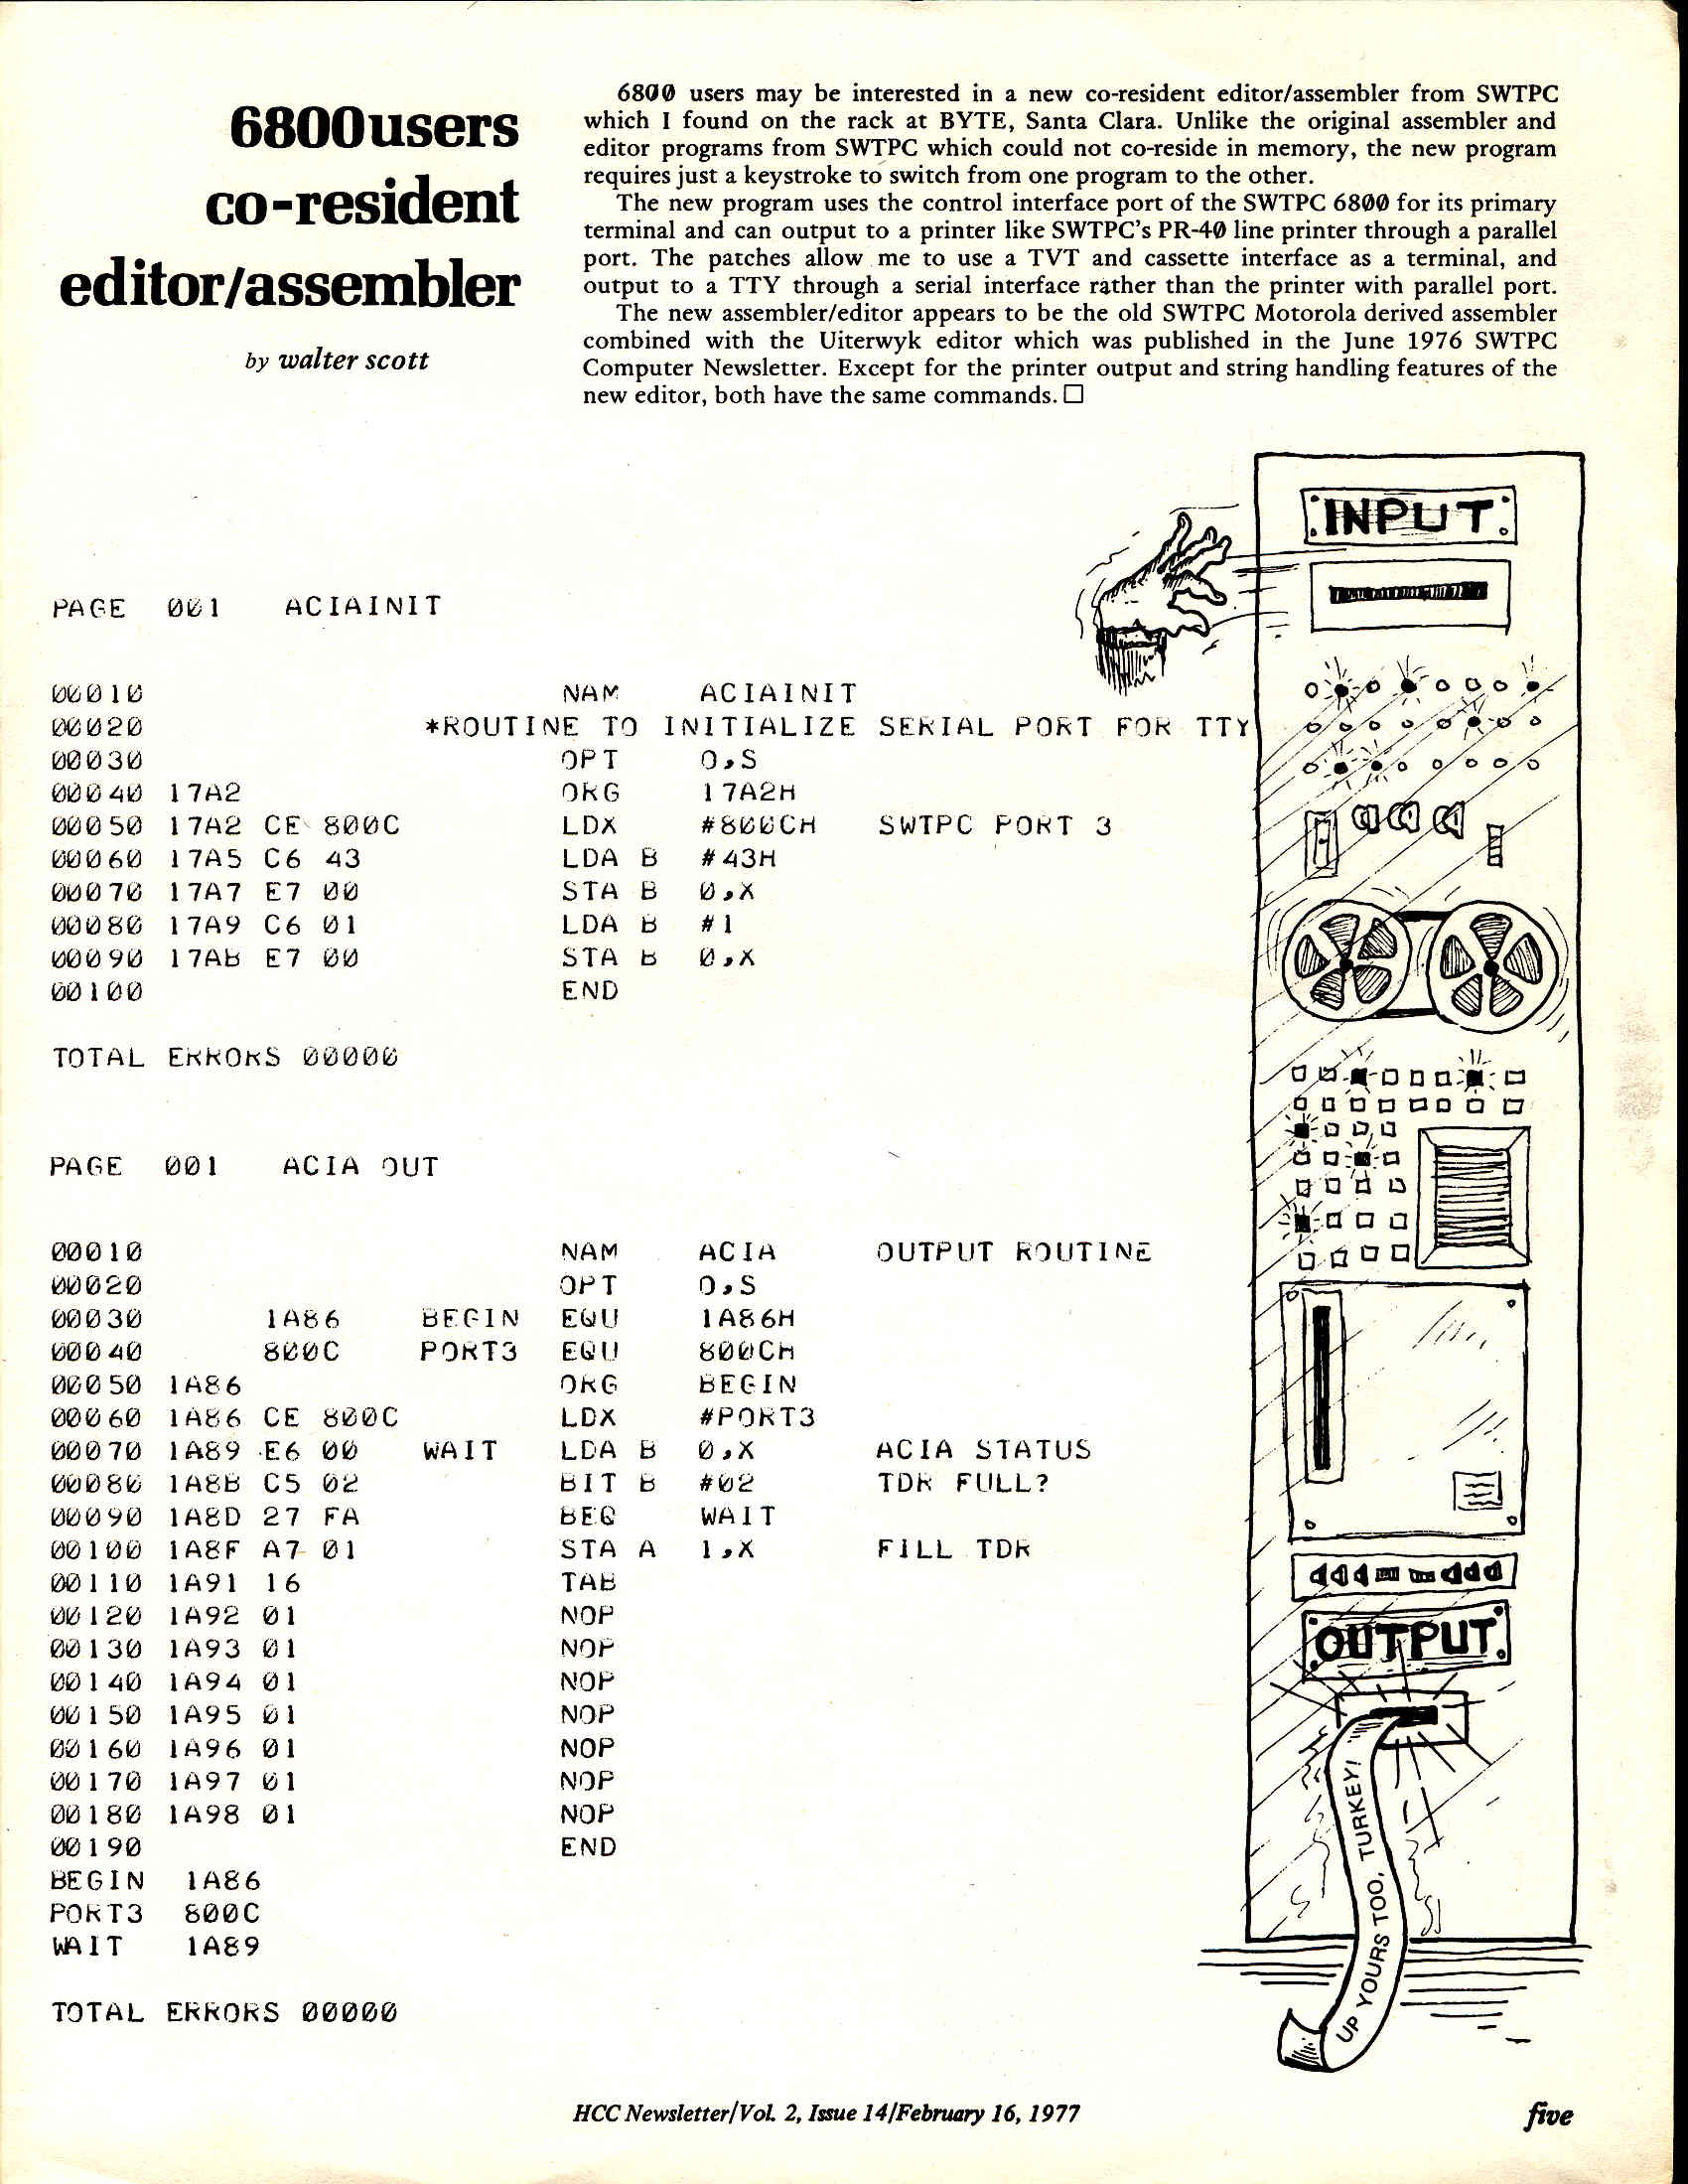 6800users
co-resident
editor/assembler
by walter scott
6800 users may be interested in a new co-resident editor/assembler from SWTPC
which I found on the rack at BYTE, Santa Clara. Unlike the original assembler and
editor programs from SWTPC which could not co-reside in memory, the new program
requires just a keystroke to switch from one program to the other.
The new program uses the control interface port of the SWTPC 6800 for its primary
terminal and can output to a printer like SWTPC's PR-40 line printer through a parallel
port. The patches allow me to use a TVT and cassette interface as a terminal, and
output to a TTY through a serial interface rather than the printer with parallel port.
The new assembler/editor appears to be the old SWTPC Motorola derived assembler
combined with the Uiterwyk editor which was published in the June 1976 SWTPC
Computer Newsletter. Except for the printer output and string handling features of the
new editor, both have the same commands. □
PAGE 001 ACIAINIT
00010 NAM ACIAINIT
00020 *ROUTINE TO INITIALIZE SERIAL PORT FOR TTY
00030 OPT O,S
00040 17A2 ORG 17A2H
00050 17A2 CE 800C LDX #800CH SWTPC PORT 3
00060 17A5 C6 43 LDA B #43H
00070 17A7 E7 00 STA B 0,X
00080 17A9 C6 01 LDA B #1
00090 17AB E7 00 STA B 0,X
00100 END
TOTAL ERRORS 00000
PAGE 001 ACIA OUT
00010 NAM ACIA OUTPUT ROUTINE
00020 OPT O,S
00030 1A86 BEGIN EQU 1A86H
00040 800C PORT3 EQU 800CH
00050 1A86 ORG BEGIN
00060 1A86 CE 800C LDX #PORT3
00070 1A89 E6 00 WAIT LDA B 0,X ACIA STATUS
00080 1A8B C5 02 BIT B #02 TDR FULL?
00090 1A8D 27 FA BEQ WAIT
00100 1A8F A7 01 STA A 1,X FILL TDR
00110 1A91 16 TAB
00120 1A92 01 NOP
00130 1A93 01 NOP
00140 1A94 01 NOP
00150 1A95 01 NOP
00160 1A96 01 NOP
00170 1A97 01 NOP
00180 1A98 01 NOP
00190 END
BEGIN 1A86
PORT3 800C
WAIT 1A89
TOTAL ERRORS 00000
INPUT
OUTPUT
UP YOURS TOO, TURKEY!
HCC Newsletter/Vol. 2, Issue 14/February 16, 1977
five